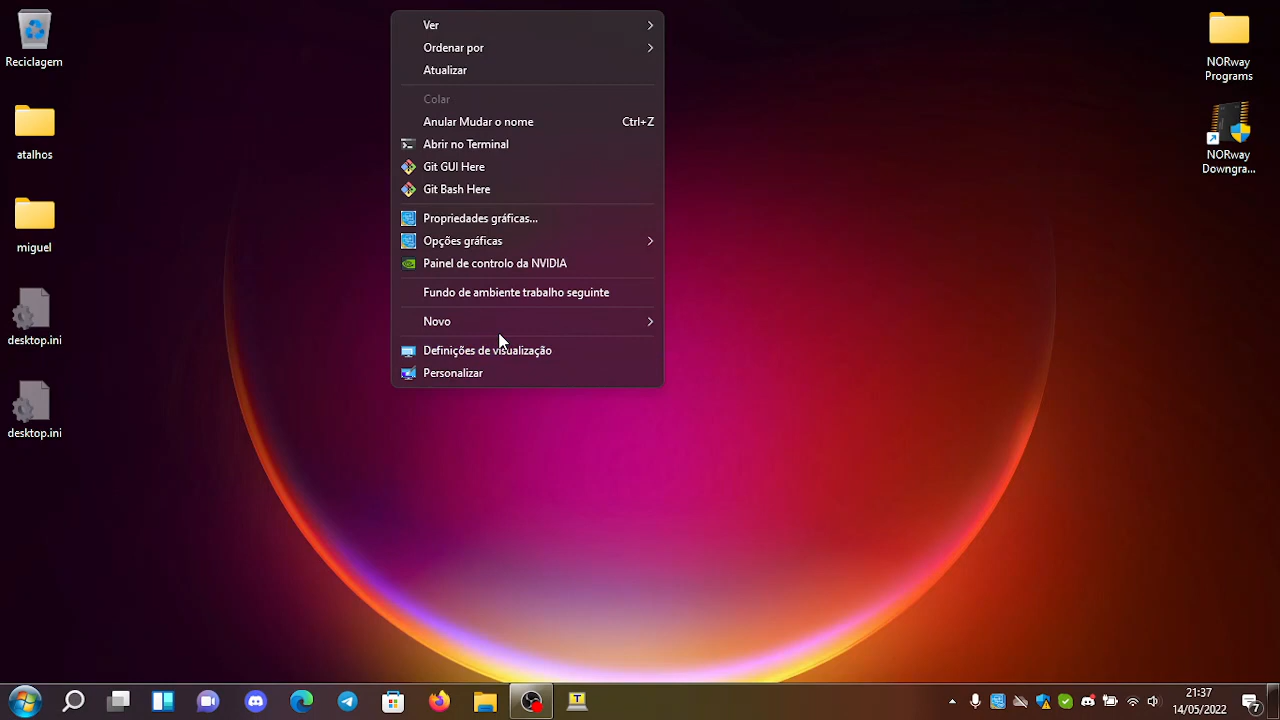 Reciclagem
atalhos
miguel
desktop.ini
desktop.ini
Ver
Ordenar por
Atualizar
Colar
Anular Mudar o nome Ctrl+Z
Abrir no Terminal
Git GUI Here
Git Bash Here
Propriedades gráficas...
Opções gráficas
Painel de controlo da NVIDIA
Fundo de ambiente trabalho seguinte
Novo
Definições de visualização
Personalizar
NORway
Programs
NORway
Downgra...
T
21:37
14/05/2022
7